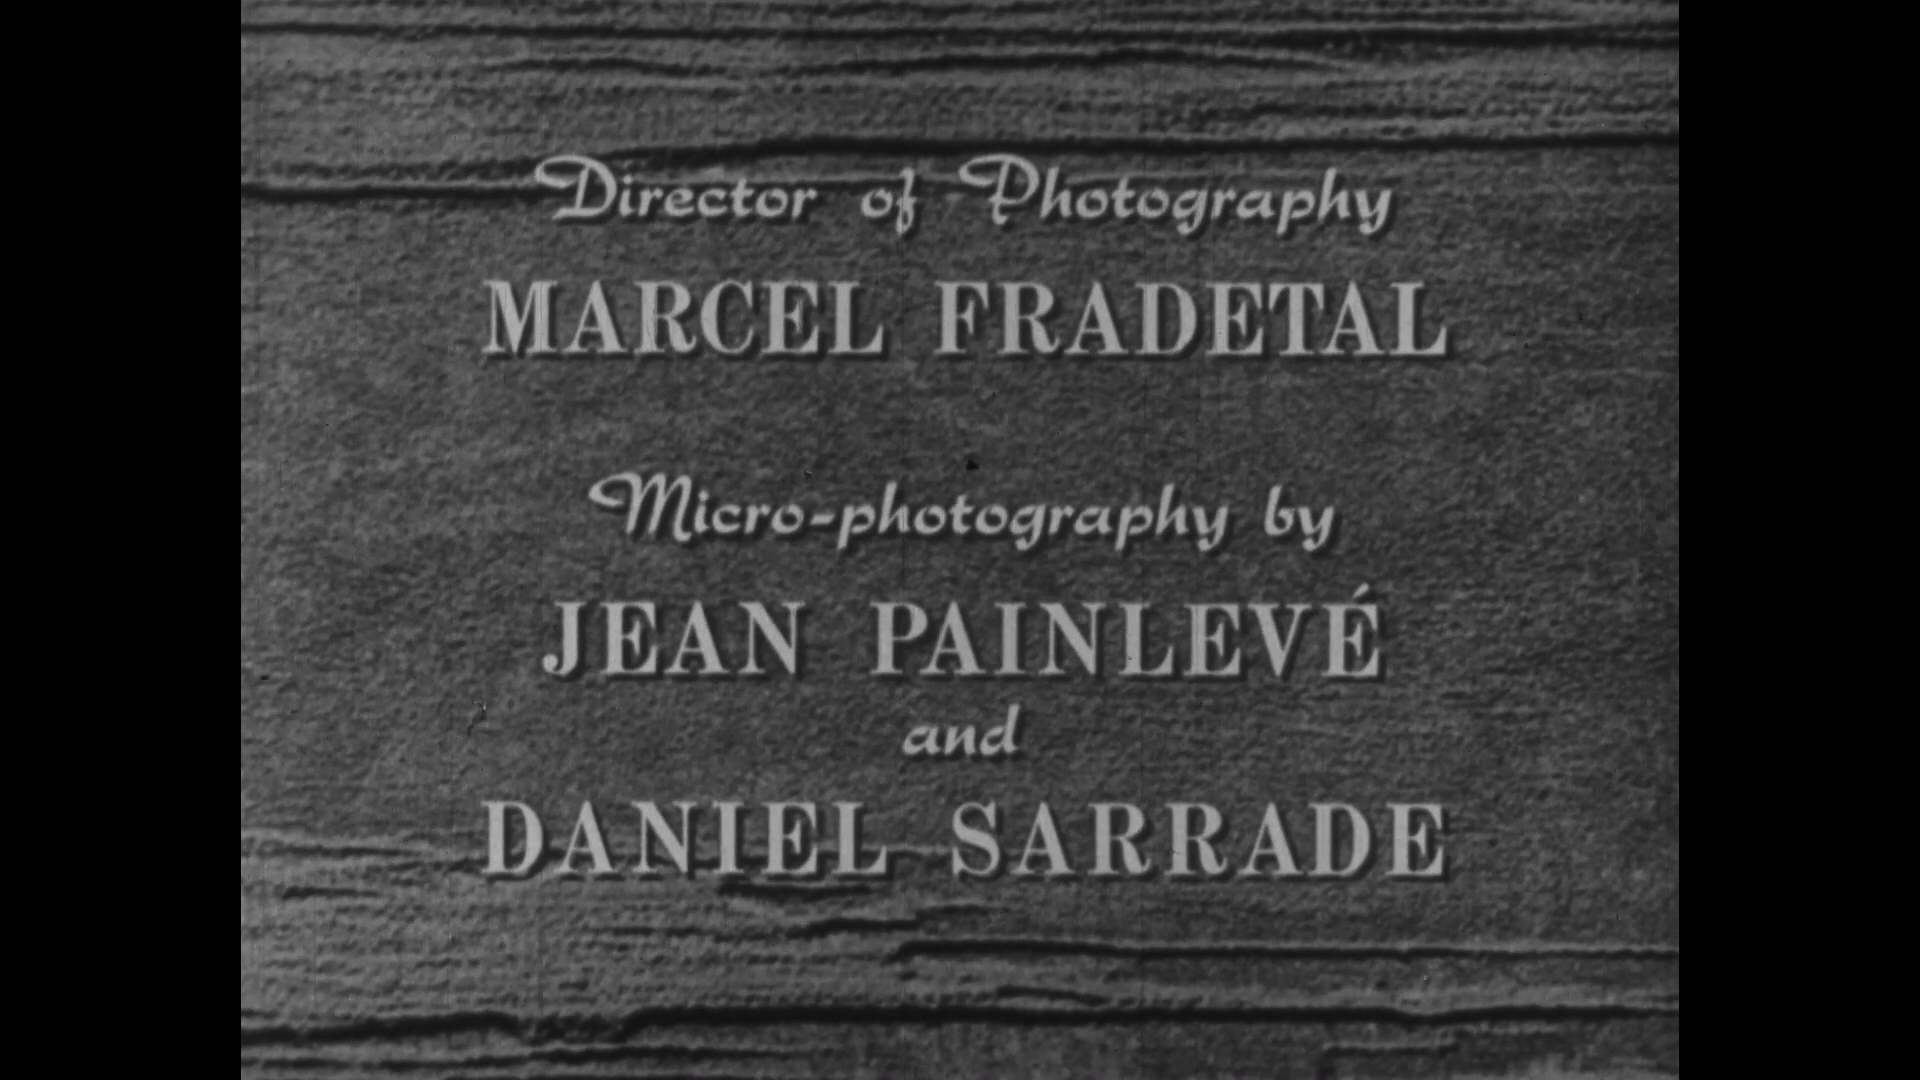 Director of Photography
MARCEL FRADETAL
Micro-photography by
JEAN PAINLEVÉ
and
DANIEL SARRADE